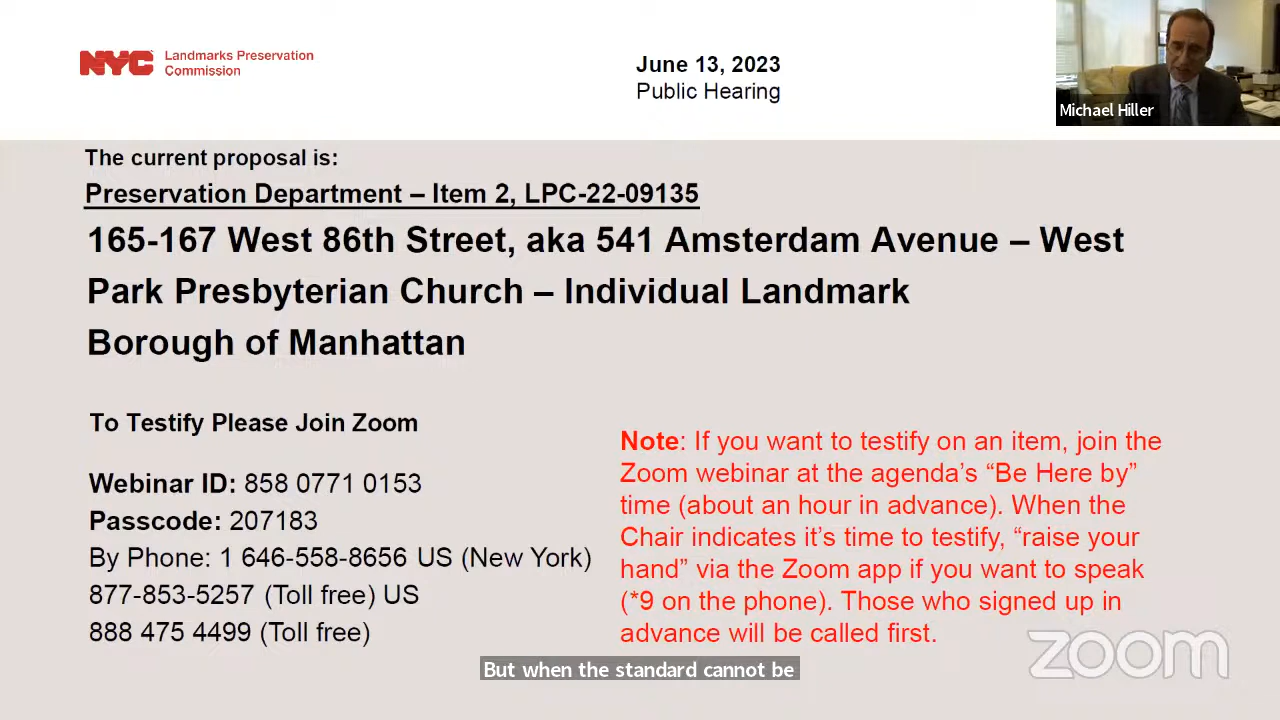 NYC Landmarks Preservation
Commission
June 13, 2023
Public Hearing
Michael Hiller
The current proposal is:
Preservation Department – Item 2, LPC-22-09135
165-167 West 86th Street, aka 541 Amsterdam Avenue – West
Park Presbyterian Church – Individual Landmark
Borough of Manhattan
To Testify Please Join Zoom
Webinar ID: 858 0771 0153
Passcode: 207183
By Phone: 1 646-558-8656 US (New York)
877-853-5257 (Toll free) US
888 475 4499 (Toll free)
Note: If you want to testify on an item, join the
Zoom webinar at the agenda’s “Be Here by”
time (about an hour in advance). When the
Chair indicates it’s time to testify, “raise your
hand” via the Zoom app if you want to speak
(*9 on the phone). Those who signed up in
advance will be called first.
zoom
But when the standard cannot be